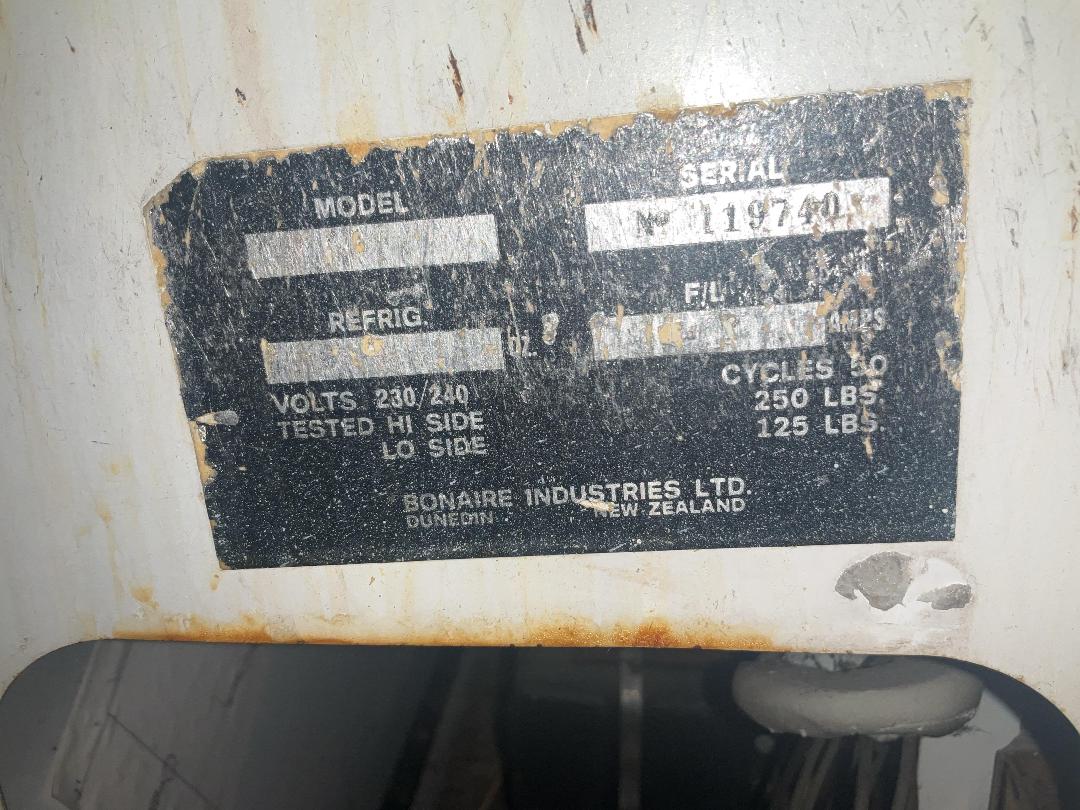 MODEL
SERIAL
Nº 119740
REFRIG.
OZ.
F/L
AMPS
VOLTS 230/240
CYCLES 50
TESTED HI SIDE
250 LBS.
LO SIDE
125 LBS.
BONAIRE INDUSTRIES LTD.
DUNEDIN NEW ZEALAND